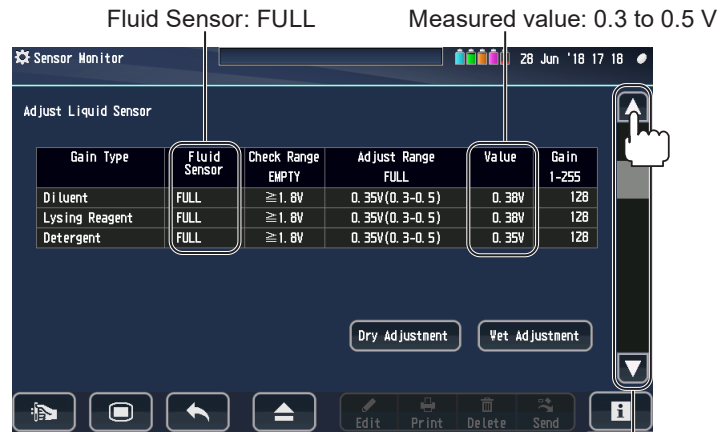 Fluid Sensor: FULL
Measured value: 0.3 to 0.5 V
Sensor Monitor
28 Jun '18 17 18
Adjust Liquid Sensor
Gain Type Fluid Sensor Check Range EMPTY Adjust Range FULL Value Gain 1-255
Diluent FULL ≧1.8V 0.35V(0.3-0.5) 0.38V 128
Lysing Reagent FULL ≧1.8V 0.35V(0.3-0.5) 0.38V 128
Detergent FULL ≧1.8V 0.35V(0.3-0.5) 0.35V 128
Dry Adjustment
Wet Adjustment
Edit
Print
Delete
Send
i